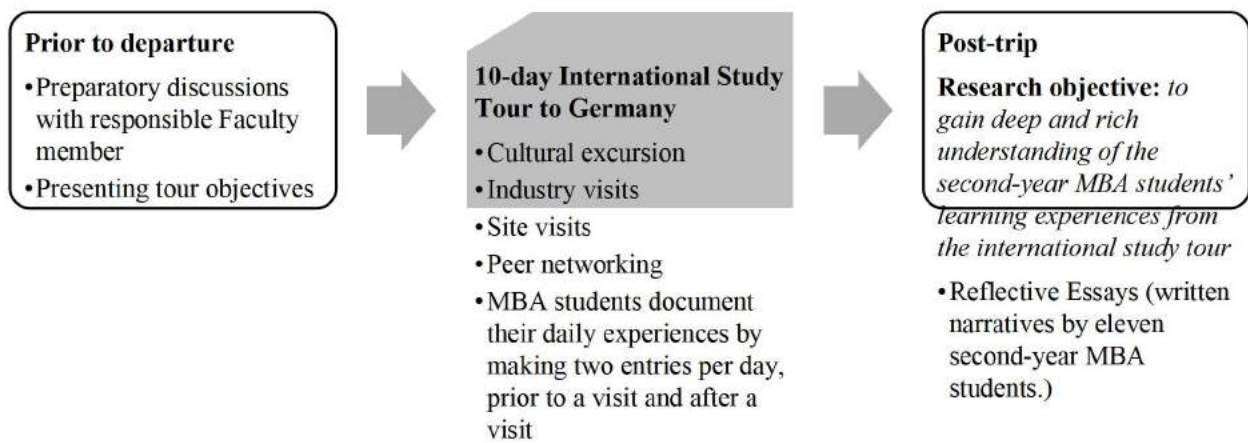 Prior to departure
•Preparatory discussions
with responsible Faculty
member
•Presenting tour objectives
10-day International Study
Tour to Germany
•Cultural excursion
•Industry visits
•Site visits
•Peer networking
•MBA students document
their daily experiences by
making two entries per day,
prior to a visit and after a
visit
Post-trip
Research objective: to
gain deep and rich
understanding of the
second-year MBA students’
learning experiences from
the international study tour
•Reflective Essays (written
narratives by eleven
second-year MBA
students.)